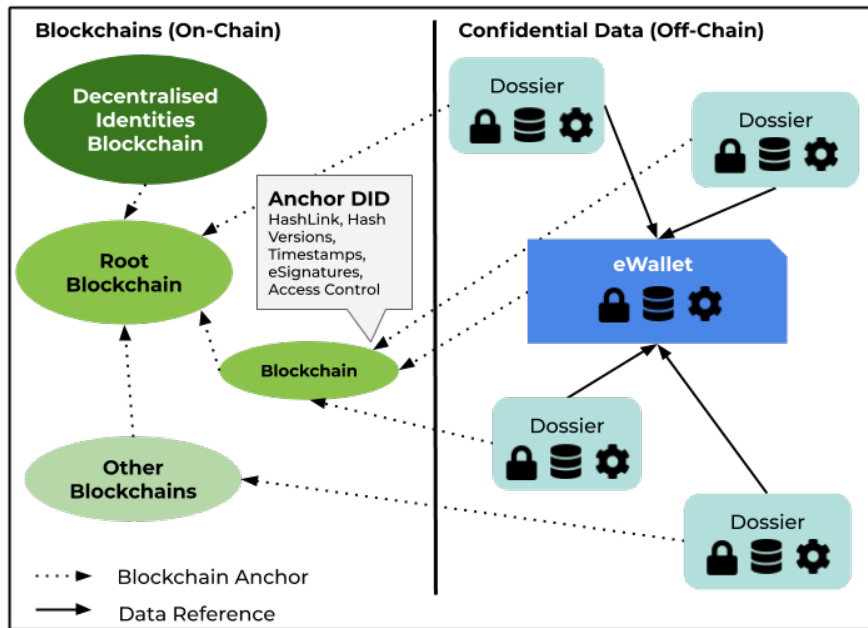 Blockchains (On-Chain)
Decentralised
Identities
Blockchain
Anchor DID
HashLink, Hash
Versions,
Timestamps,
eSignatures,
Access Control
Root
Blockchain
Blockchain
Other
Blockchains
Blockchain Anchor
Data Reference
Confidential Data (Off-Chain)
Dossier
Dossier
eWallet
Dossier
Dossier